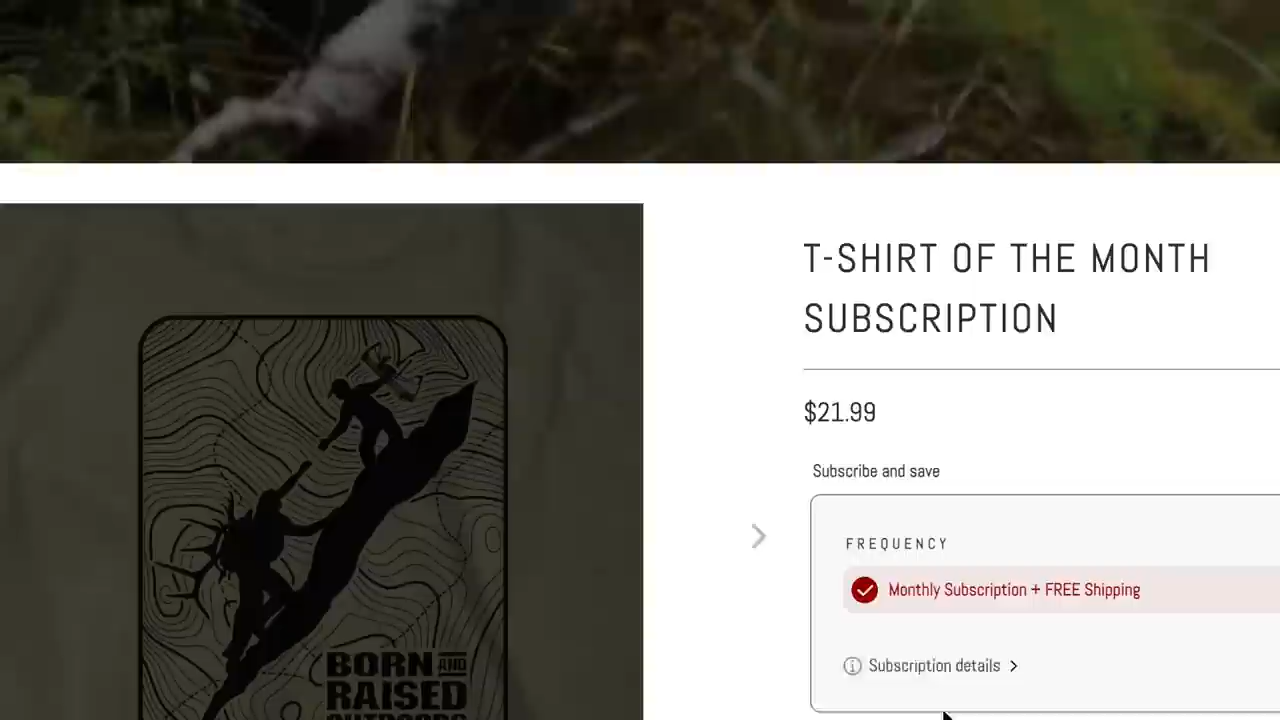 T-SHIRT OF THE MONTH
SUBSCRIPTION
$21.99
Subscribe and save
FREQUENCY
Monthly Subscription + FREE Shipping
Subscription details
BORN AND
RAISED
OUTDOORS